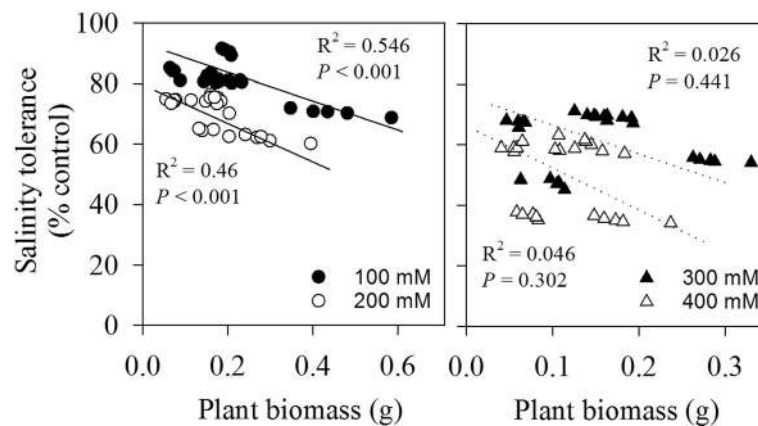 Salinity tolerance
(% control)
100
80
60
40
20
0
R² = 0.546
P < 0.001
R² = 0.46
P < 0.001
100 mM
200 mM
0.0 0.2 0.4 0.6
Plant biomass (g)
R² = 0.026
P = 0.441
R² = 0.046
P = 0.302
300 mM
400 mM
0.0 0.1 0.2 0.3
Plant biomass (g)